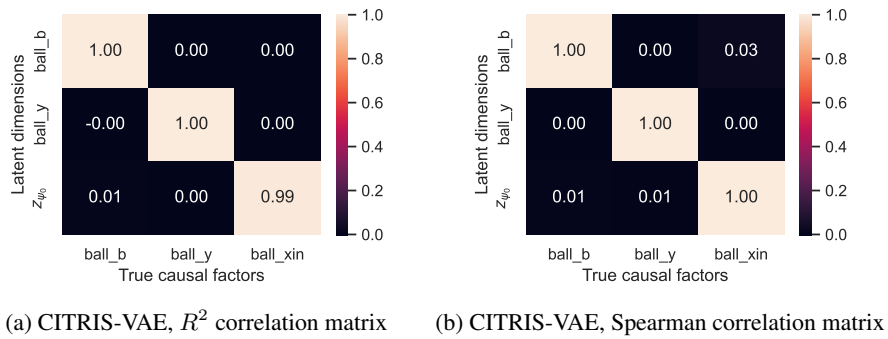 Latent dimensions
ball_b
ball_y
z_{ψ_0}
1.00 0.00 0.00
-0.00 1.00 0.00
0.01 0.00 0.99
ball_b ball_y ball_xin
True causal factors
1.0
0.8
0.6
0.4
0.2
0.0
(a) CITRIS-VAE, R² correlation matrix
Latent dimensions
ball_b
ball_y
z_{ψ_0}
1.00 0.00 0.03
0.00 1.00 0.00
0.01 0.01 1.00
ball_b ball_y ball_xin
True causal factors
1.0
0.8
0.6
0.4
0.2
0.0
(b) CITRIS-VAE, Spearman correlation matrix